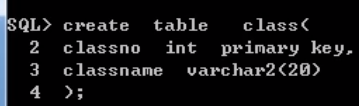 SQL> create table class(
2 classno int primary key,
3 classname varchar2(20)
4 );